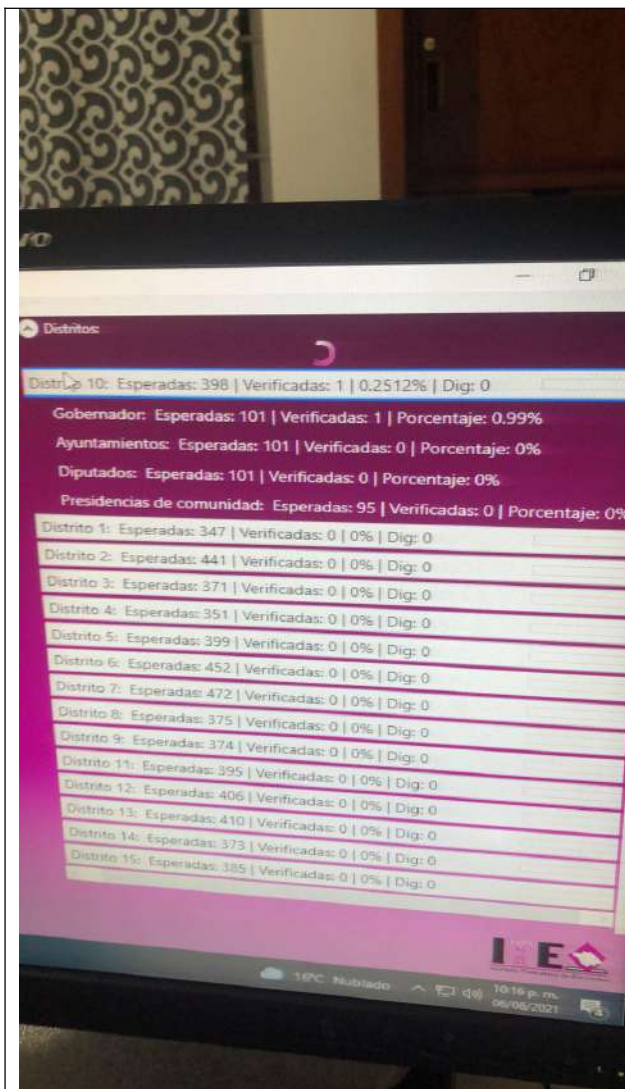 Distritos:
Distrito 10: Esperadas: 398 | Verificadas: 1 | 0.2512% | Dig: 0
Gobernador: Esperadas: 101 | Verificadas: 1 | Porcentaje: 0.99%
Ayuntamientos: Esperadas: 101 | Verificadas: 0 | Porcentaje: 0%
Diputados: Esperadas: 101 | Verificadas: 0 | Porcentaje: 0%
Presidencias de comunidad: Esperadas: 95 | Verificadas: 0 | Porcentaje: 0%
Distrito 1: Esperadas: 347 | Verificadas: 0 | 0% | Dig: 0
Distrito 2: Esperadas: 441 | Verificadas: 0 | 0% | Dig: 0
Distrito 3: Esperadas: 371 | Verificadas: 0 | 0% | Dig: 0
Distrito 4: Esperadas: 351 | Verificadas: 0 | 0% | Dig: 0
Distrito 5: Esperadas: 399 | Verificadas: 0 | 0% | Dig: 0
Distrito 6: Esperadas: 452 | Verificadas: 0 | 0% | Dig: 0
Distrito 7: Esperadas: 472 | Verificadas: 0 | 0% | Dig: 0
Distrito 8: Esperadas: 375 | Verificadas: 0 | 0% | Dig: 0
Distrito 9: Esperadas: 374 | Verificadas: 0 | 0% | Dig: 0
Distrito 11: Esperadas: 395 | Verificadas: 0 | 0% | Dig: 0
Distrito 12: Esperadas: 406 | Verificadas: 0 | 0% | Dig: 0
Distrito 13: Esperadas: 410 | Verificadas: 0 | 0% | Dig: 0
Distrito 14: Esperadas: 373 | Verificadas: 0 | 0% | Dig: 0
Distrito 15: Esperadas: 385 | Verificadas: 0 | 0% | Dig: 0
16°C Nublado
10:16 p. m.
06/06/2021